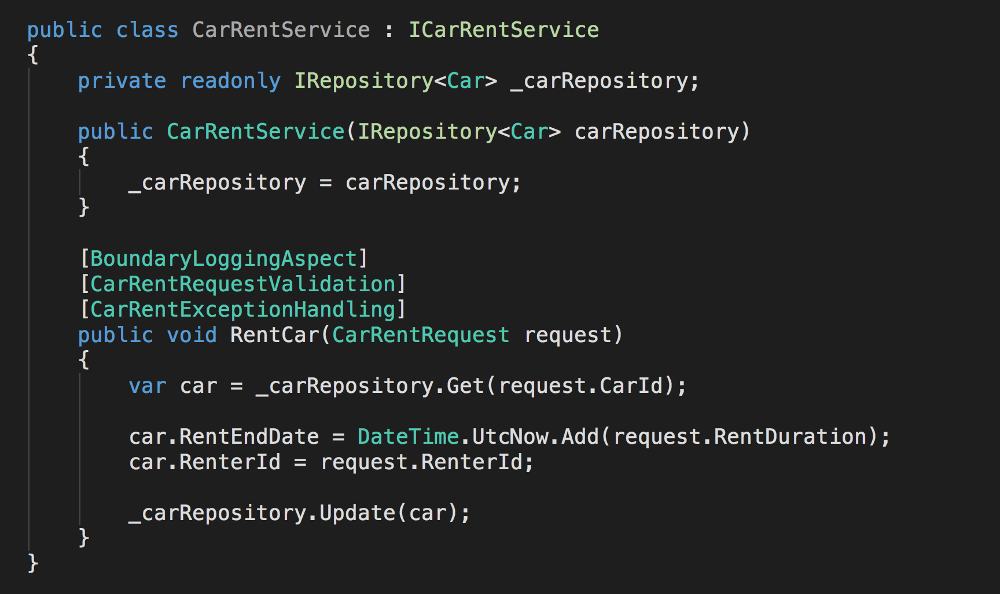 public class CarRentService : ICarRentService
{
    private readonly IRepository<Car> _carRepository;

    public CarRentService(IRepository<Car> carRepository)
    {
        _carRepository = carRepository;
    }

    [BoundaryLoggingAspect]
    [CarRentRequestValidation]
    [CarRentExceptionHandling]
    public void RentCar(CarRentRequest request)
    {
        var car = _carRepository.Get(request.CarId);

        car.RentEndDate = DateTime.UtcNow.Add(request.RentDuration);
        car.RenterId = request.RenterId;

        _carRepository.Update(car);
    }
}